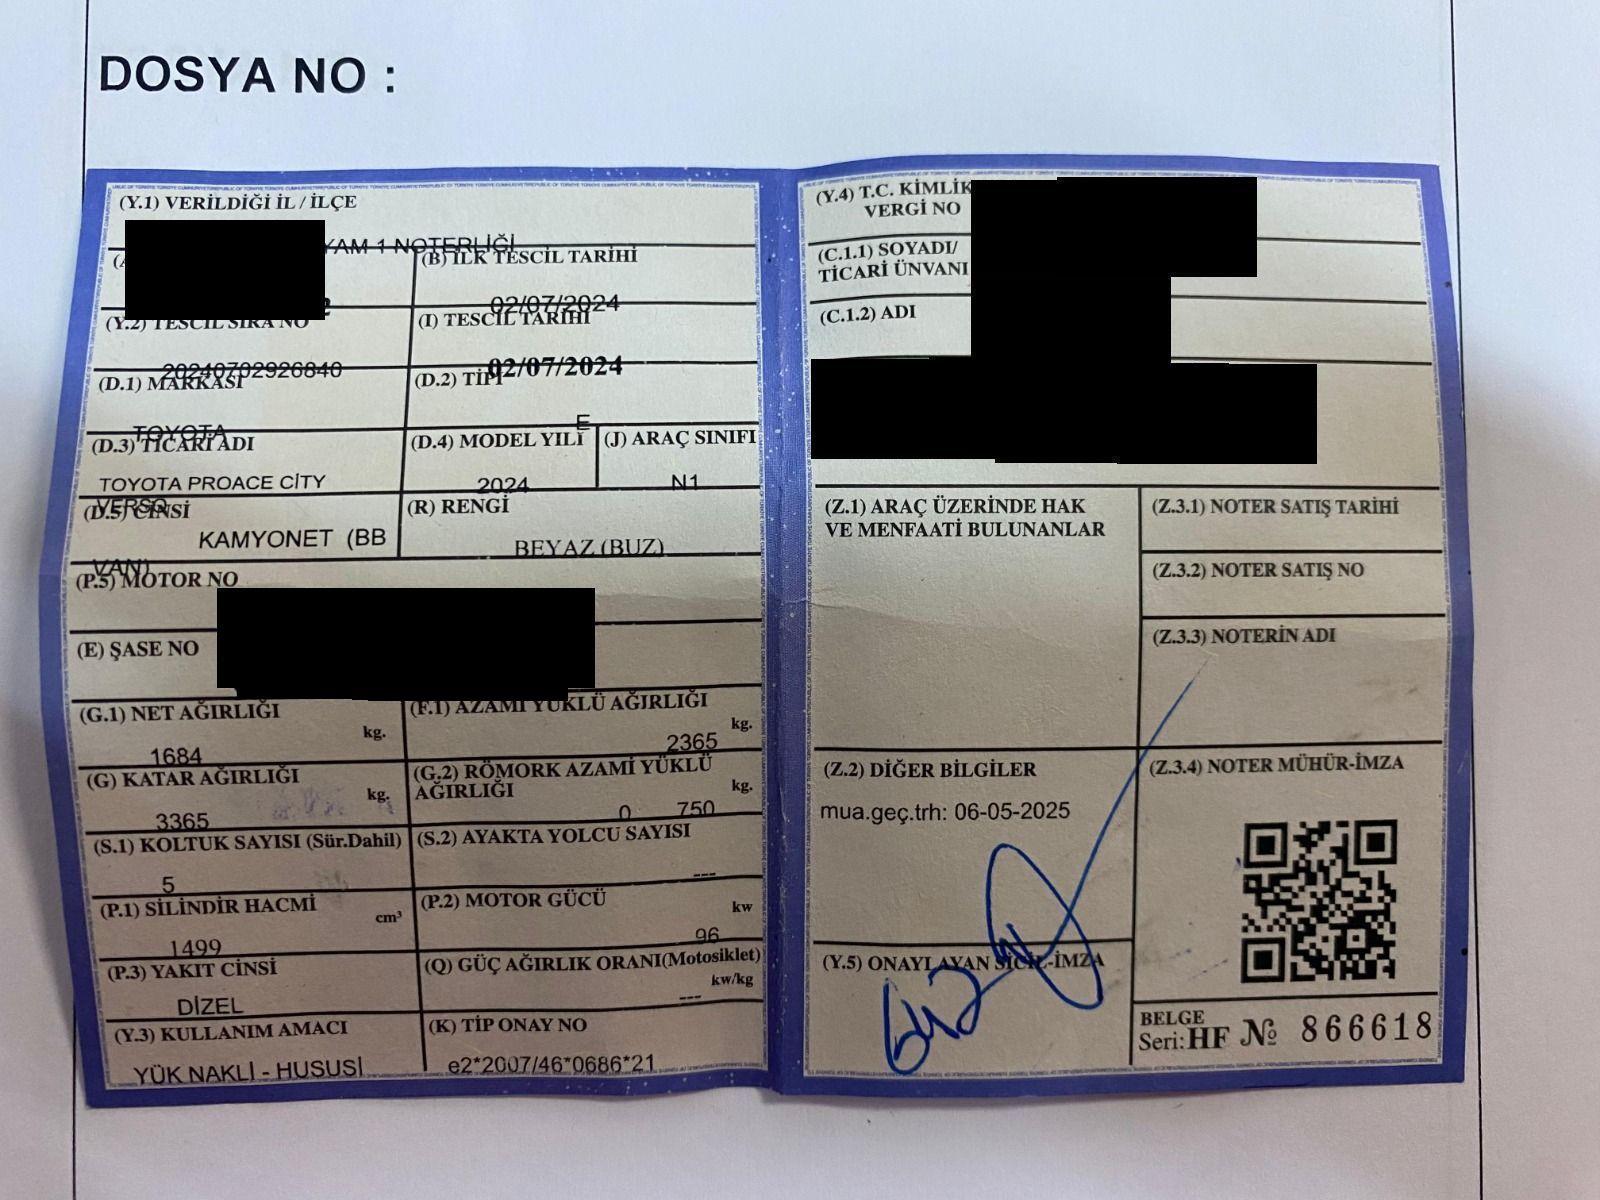 DOSYA NO :
(Y.1) VERİLDİĞİ İL / İLÇE
YAM 1 NOTERLİĞİ
(B) İLK TESCİL TARİHİ
02/07/2024
(Y.2) TESCİL SIRA NO
20240702926840
(I) TESCİL TARİHİ
02/07/2024
(D.1) MARKASI
TOYOTA
(D.2) TİPİ
E
(D.3) TİCARİ ADI
TOYOTA PROACE CITY
VERSO
(D.4) MODEL YILI
2024
(J) ARAÇ SINIFI
N1
(D.5) CİNSİ
KAMYONET (BB
VAN)
(R) RENGİ
BEYAZ (BUZ)
(P.5) MOTOR NO
(E) ŞASE NO
(G.1) NET AĞIRLIĞI
kg.
1684
(F.1) AZAMİ YÜKLÜ AĞIRLIĞI
kg.
2365
(G) KATAR AĞIRLIĞI
kg.
3365
(G.2) RÖMORK AZAMİ YÜKLÜ
AĞIRLIĞI
kg.
0 750
(S.1) KOLTUK SAYISI (Sür.Dahil)
5
(S.2) AYAKTA YOLCU SAYISI
---
(P.1) SİLİNDİR HACMİ
cm³
1499
(P.2) MOTOR GÜCÜ
kw
96
(P.3) YAKIT CİNSİ
DİZEL
(Q) GÜÇ AĞIRLIK ORANI(Motosiklet)
kw/kg
---
(Y.3) KULLANIM AMACI
YÜK NAKLİ - HUSUSİ
(K) TİP ONAY NO
e2*2007/46*0686*21
(Y.4) T.C. KİMLİK
VERGİ NO
(C.1.1) SOYADI/
TİCARİ ÜNVANI
(C.1.2) ADI
(Z.1) ARAÇ ÜZERİNDE HAK
VE MENFAATİ BULUNANLAR
(Z.3.1) NOTER SATIŞ TARİHİ
(Z.3.2) NOTER SATIŞ NO
(Z.3.3) NOTERİN ADI
(Z.2) DİĞER BİLGİLER
mua.geç.trh: 06-05-2025
(Z.3.4) NOTER MÜHÜR-İMZA
(Y.5) ONAYLAYAN SİCİL-İMZA
BELGE
Seri: HF № 866618